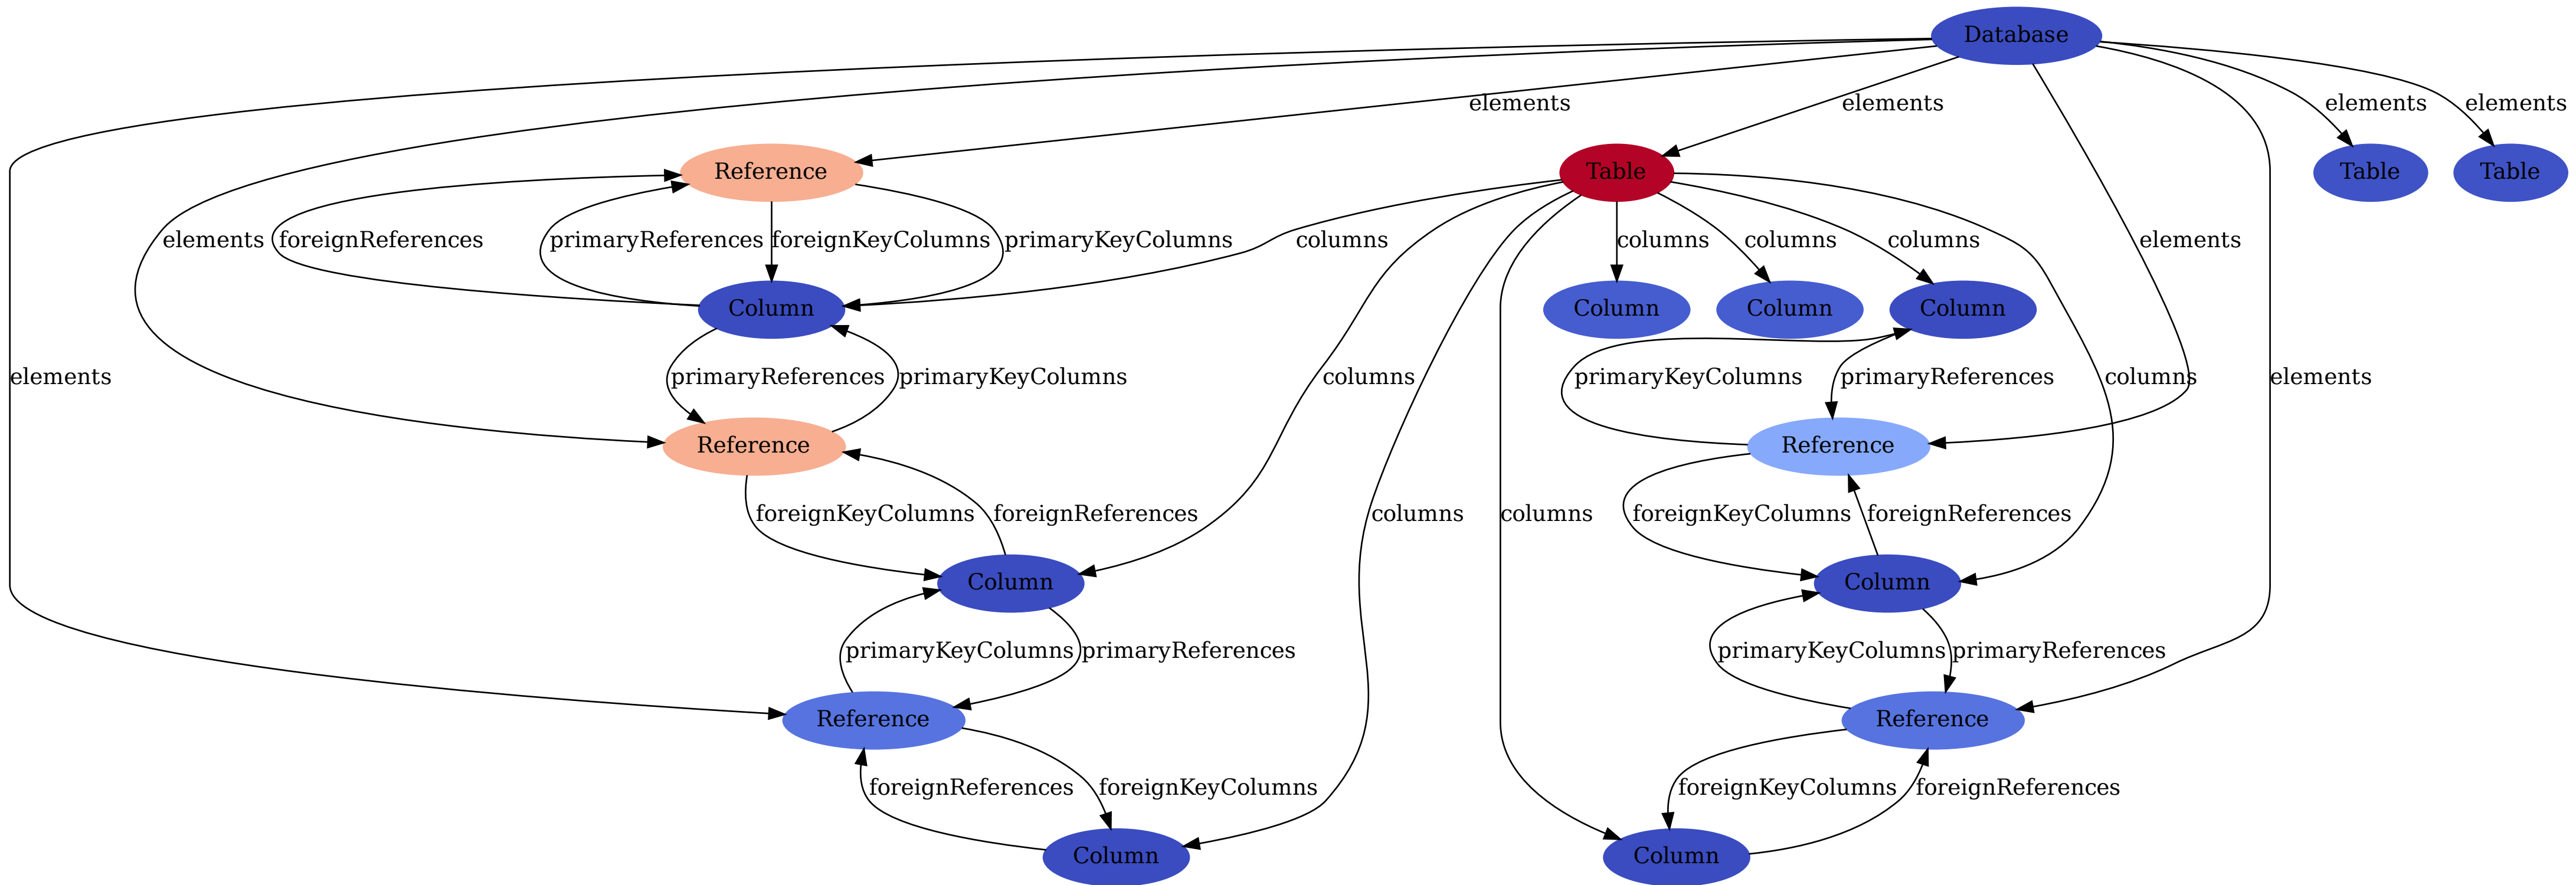 Database
elements
elements
elements
elements
Reference
Table
Table
Table
elements
foreignReferences
primaryReferences
foreignKeyColumns
primaryKeyColumns
columns
columns
columns
columns
elements
Column
Column
Column
Column
elements
primaryReferences
primaryKeyColumns
columns
primaryKeyColumns
primaryReferences
columns
elements
Reference
Reference
foreignKeyColumns
foreignReferences
columns
columns
foreignKeyColumns
foreignReferences
Column
Column
primaryKeyColumns
primaryReferences
primaryKeyColumns
primaryReferences
Reference
Reference
foreignReferences
foreignKeyColumns
foreignKeyColumns
foreignReferences
Column
Column